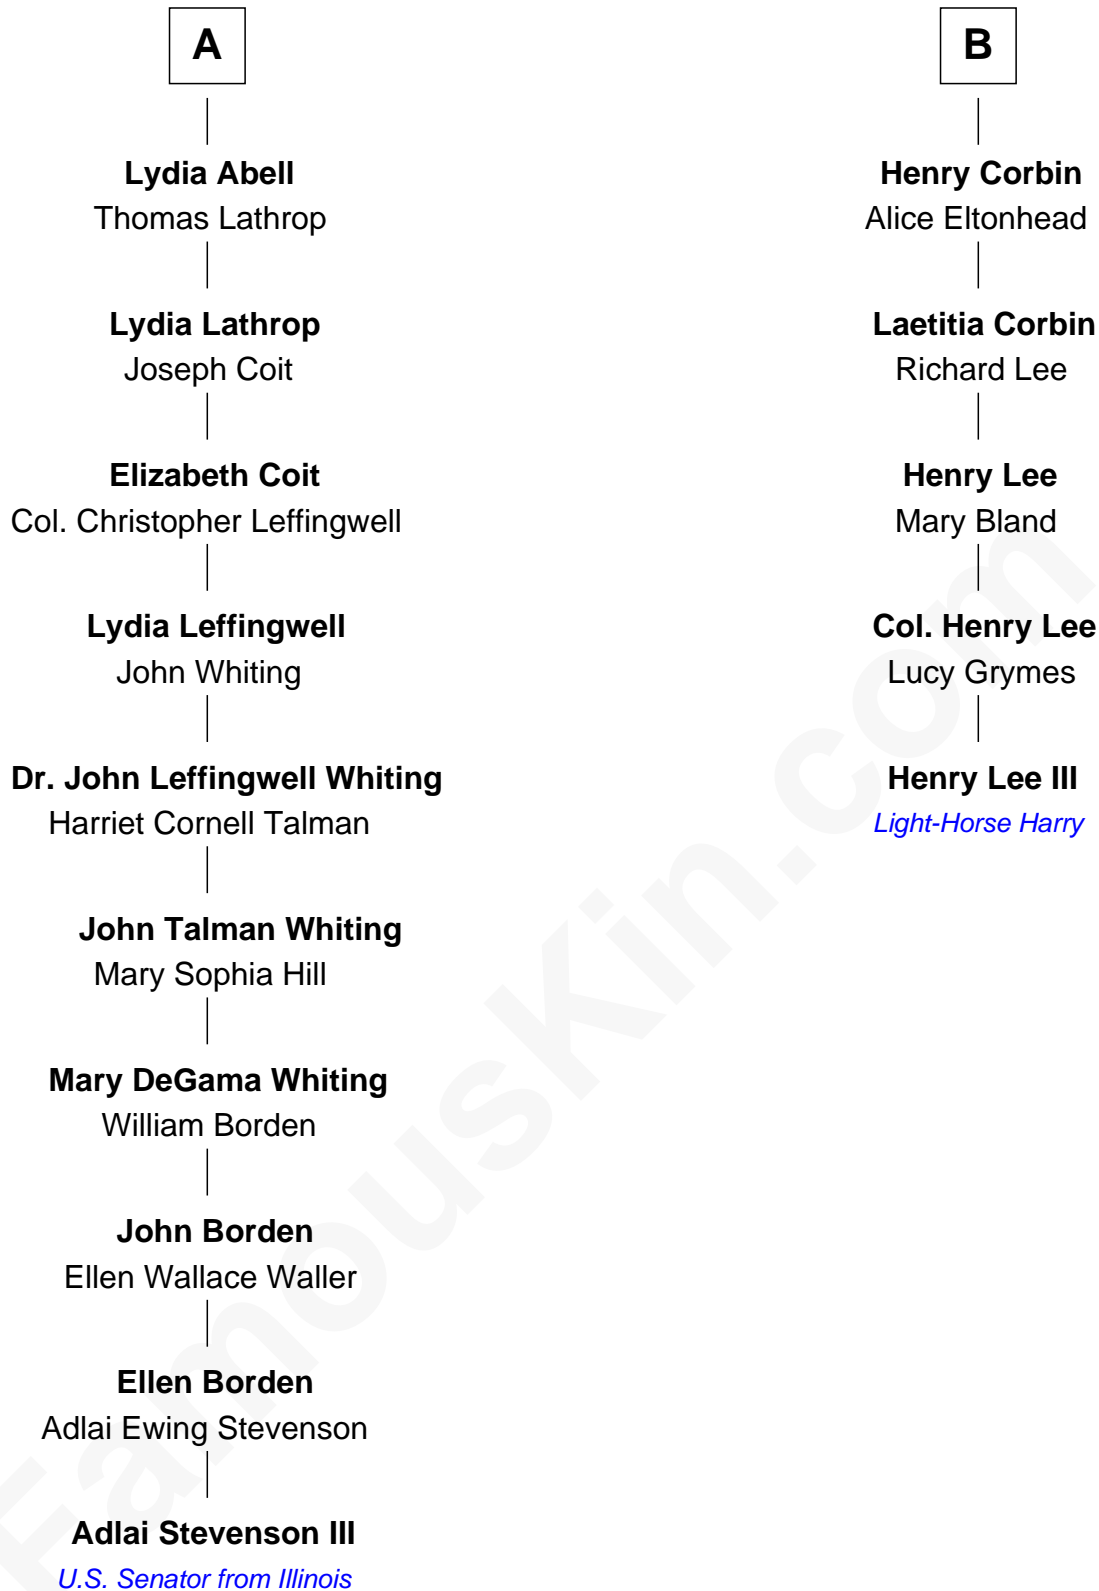 A
Lydia Abell
Thomas Lathrop
Lydia Lathrop
Joseph Coit
Elizabeth Coit
Col. Christopher Leffingwell
Lydia Leffingwell
John Whiting
Dr. John Leffingwell Whiting
Harriet Cornell Talman
John Talman Whiting
Mary Sophia Hill
Mary DeGama Whiting
William Borden
John Borden
Ellen Wallace Waller
Ellen Borden
Adlai Ewing Stevenson
Adlai Stevenson III
U.S. Senator from Illinois
B
Henry Corbin
Alice Eltonhead
Laetitia Corbin
Richard Lee
Henry Lee
Mary Bland
Col. Henry Lee
Lucy Grymes
Henry Lee III
Light-Horse Harry
FamousKin.com